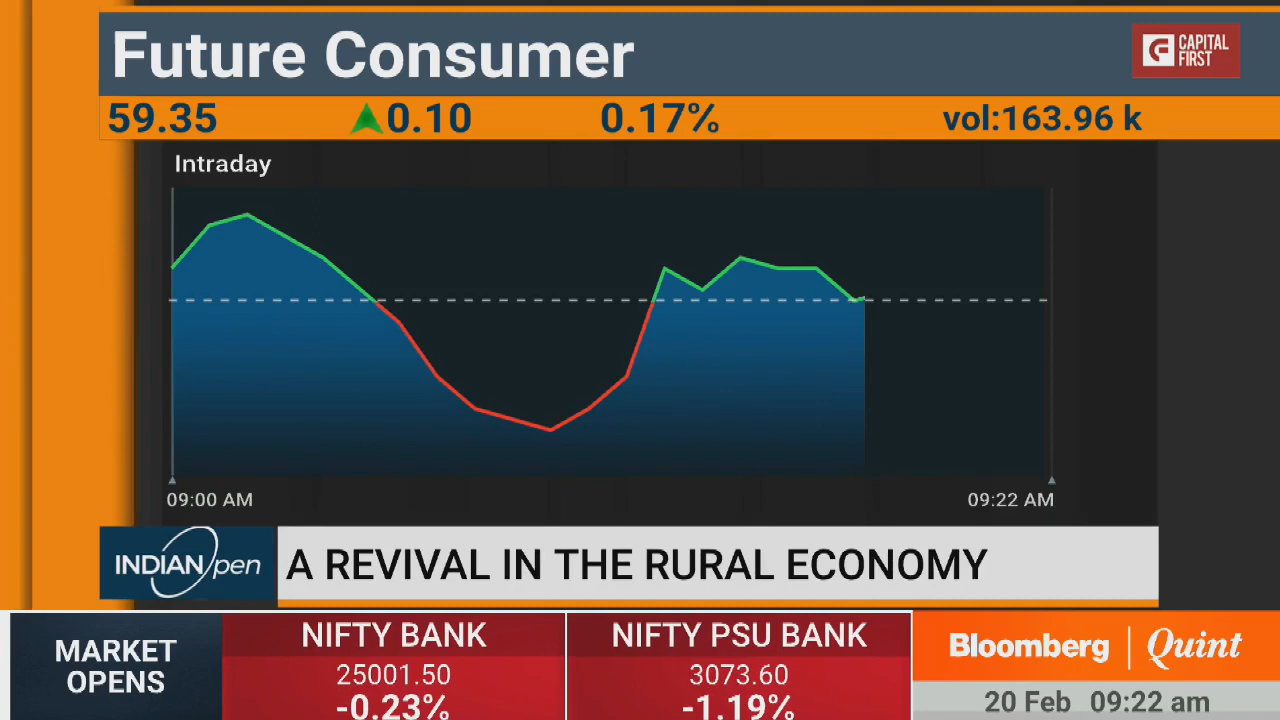 Future Consumer
CAPITAL
FIRST
59.35 0.10 0.17% vol:163.96 k
Intraday
09:00 AM 09:22 AM
INDIAN Open A REVIVAL IN THE RURAL ECONOMY
MARKET
OPENS
NIFTY BANK
25001.50
-0.23%
NIFTY PSU BANK
3073.60
-1.19%
Bloomberg | Quint
20 Feb 09:22 am